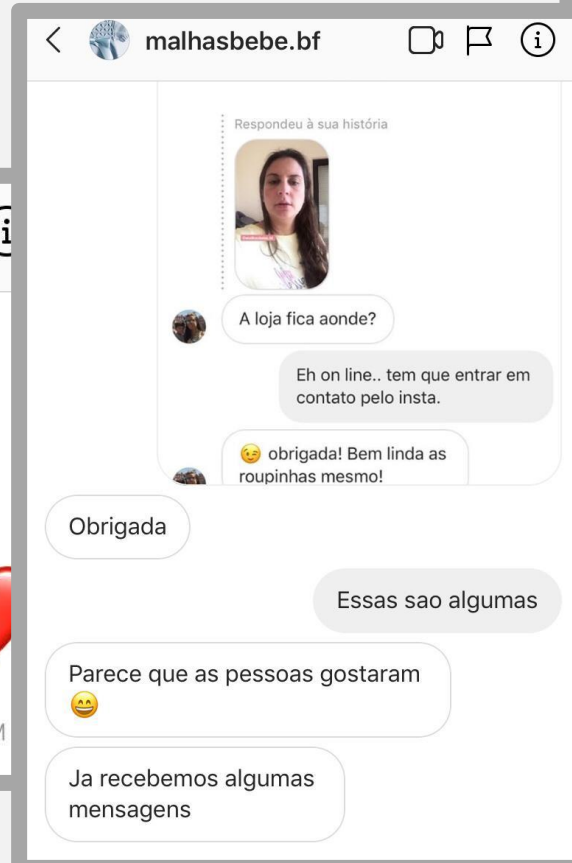 malhasbebe.bf
Respondeu à sua história
A loja fica aonde?
Eh on line.. tem que entrar em
contato pelo insta.
😉 obrigada! Bem linda as
roupinhas mesmo!
Obrigada
Essas sao algumas
Parece que as pessoas gostaram
😄
Ja recebemos algumas
mensagens